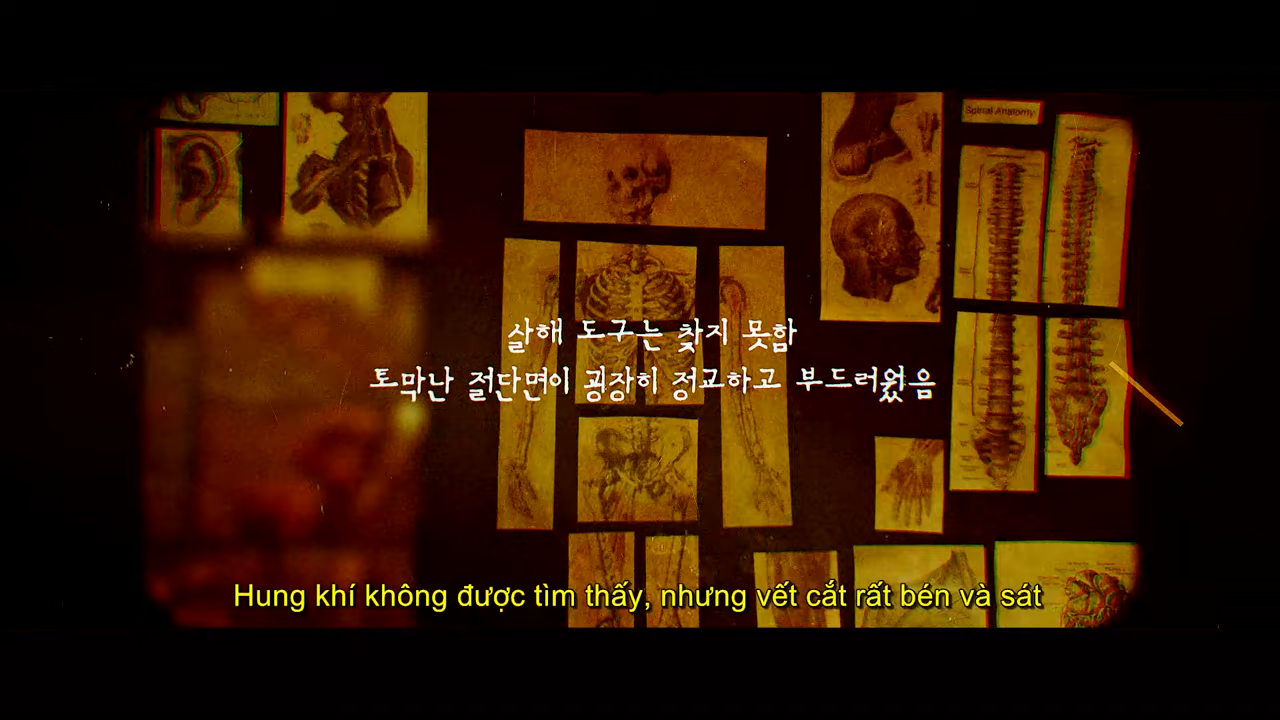 Spinal Anatomy
살해 도구는 찾지 못함
토막난 절단면이 굉장히 정교하고 부드러웠음
Hung khí không được tìm thấy, nhưng vết cắt rất bén và sát